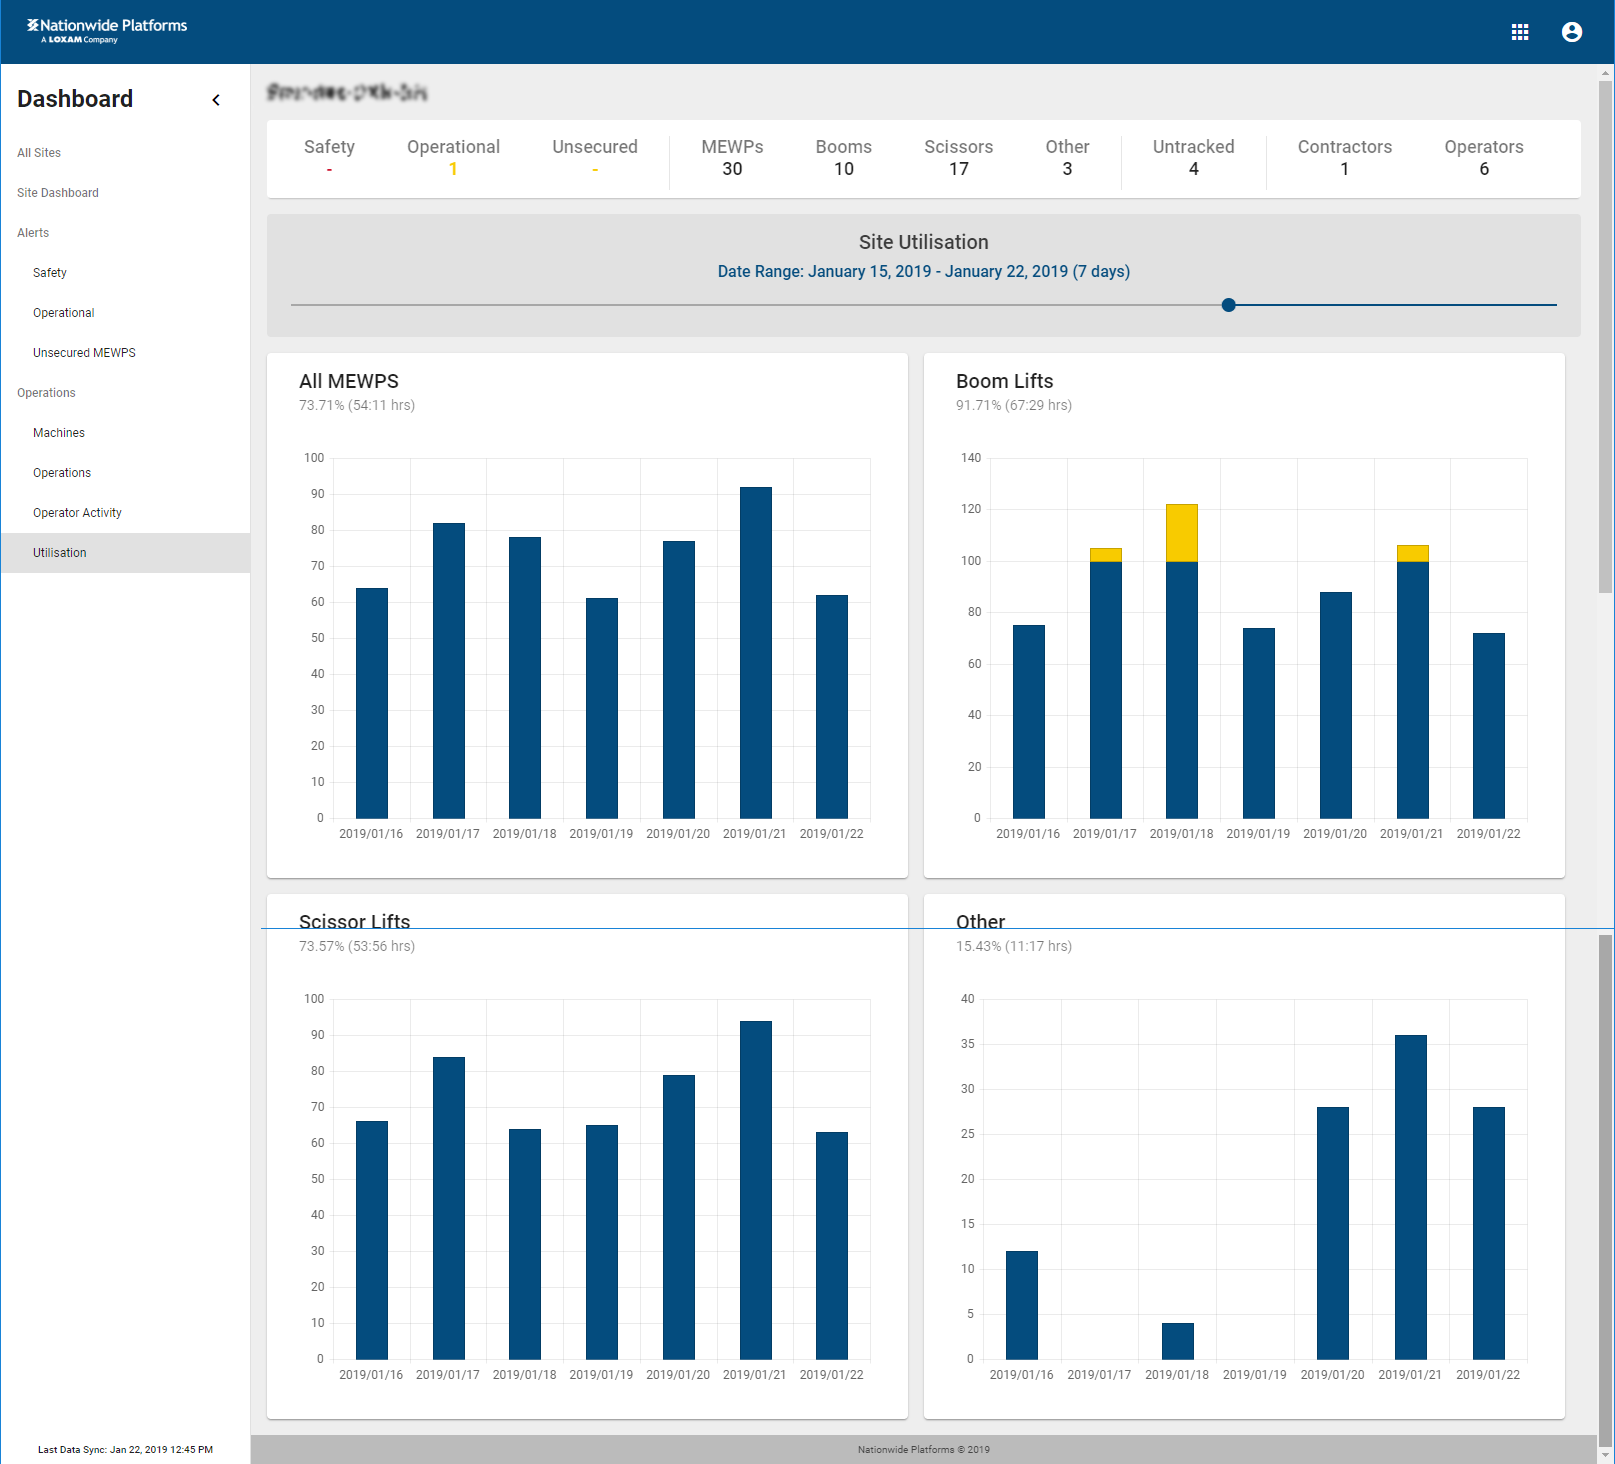 Nationwide Platforms
A LOXAM Company
Dashboard
All Sites
Site Dashboard
Alerts
Safety
Operational
Unsecured MEWPS
Operations
Machines
Operations
Operator Activity
Utilisation
Last Data Sync: Jan 22, 2019 12:45 PM
Safety Operational Unsecured MEWPs Booms Scissors Other Untracked Contractors Operators
- 1 - 30 10 17 3 4 1 6
Site Utilisation
Date Range: January 15, 2019 - January 22, 2019 (7 days)
All MEWPS
73.71% (54:11 hrs)
100
90
80
70
60
50
40
30
20
10
0
2019/01/16 2019/01/17 2019/01/18 2019/01/19 2019/01/20 2019/01/21 2019/01/22
Boom Lifts
91.71% (67:29 hrs)
140
120
100
80
60
40
20
0
2019/01/16 2019/01/17 2019/01/18 2019/01/19 2019/01/20 2019/01/21 2019/01/22
Scissor Lifts
73.57% (53:56 hrs)
100
90
80
70
60
50
40
30
20
10
0
2019/01/16 2019/01/17 2019/01/18 2019/01/19 2019/01/20 2019/01/21 2019/01/22
Other
15.43% (11:17 hrs)
40
35
30
25
20
15
10
5
0
2019/01/16 2019/01/17 2019/01/18 2019/01/19 2019/01/20 2019/01/21 2019/01/22
Nationwide Platforms © 2019